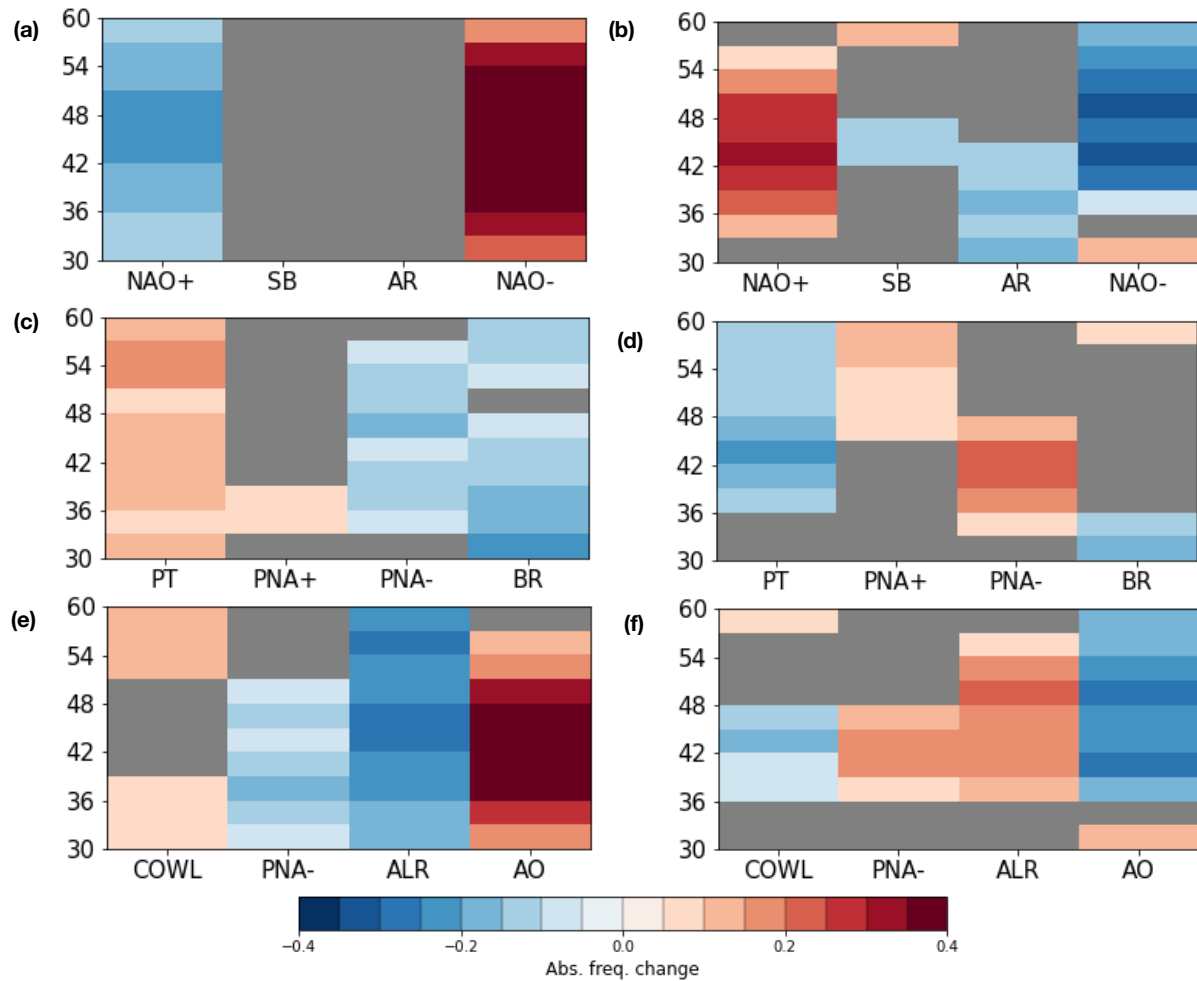 (a)
60
54
48
42
36
30
NAO+ SB AR NAO-
(b)
60
54
48
42
36
30
NAO+ SB AR NAO-
(c)
60
54
48
42
36
30
PT PNA+ PNA- BR
(d)
60
54
48
42
36
30
PT PNA+ PNA- BR
(e)
60
54
48
42
36
30
COWL PNA- ALR AO
(f)
60
54
48
42
36
30
COWL PNA- ALR AO
−0.4 −0.2 0.0 0.2 0.4
Abs. freq. change